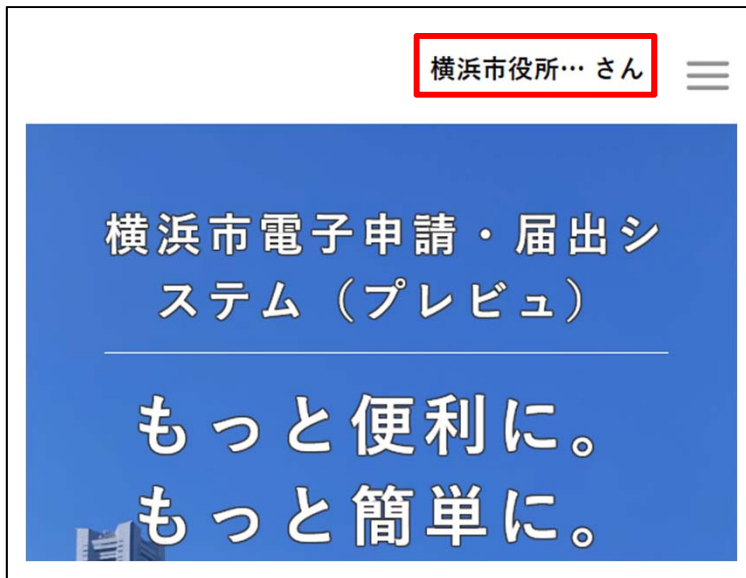 横浜市役所… さん
横浜市電子申請・届出シ
ステム（プレビュ）
もっと便利に。
もっと簡単に。